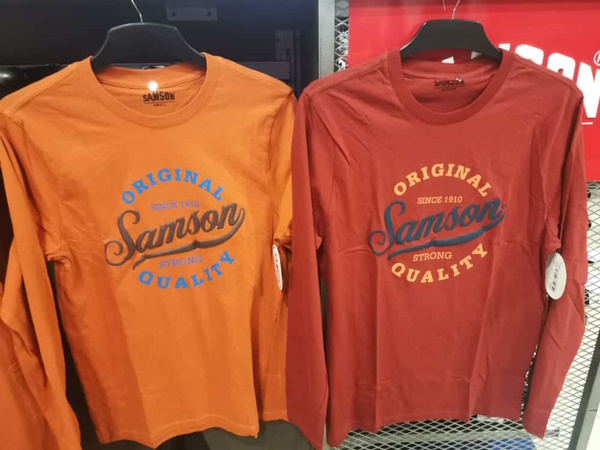 SAMSON
ORIGINAL
SINCE 1910
Samson
STRONG
QUALITY
SAMSON
ORIGINAL
SINCE 1910
Samson
STRONG
QUALITY